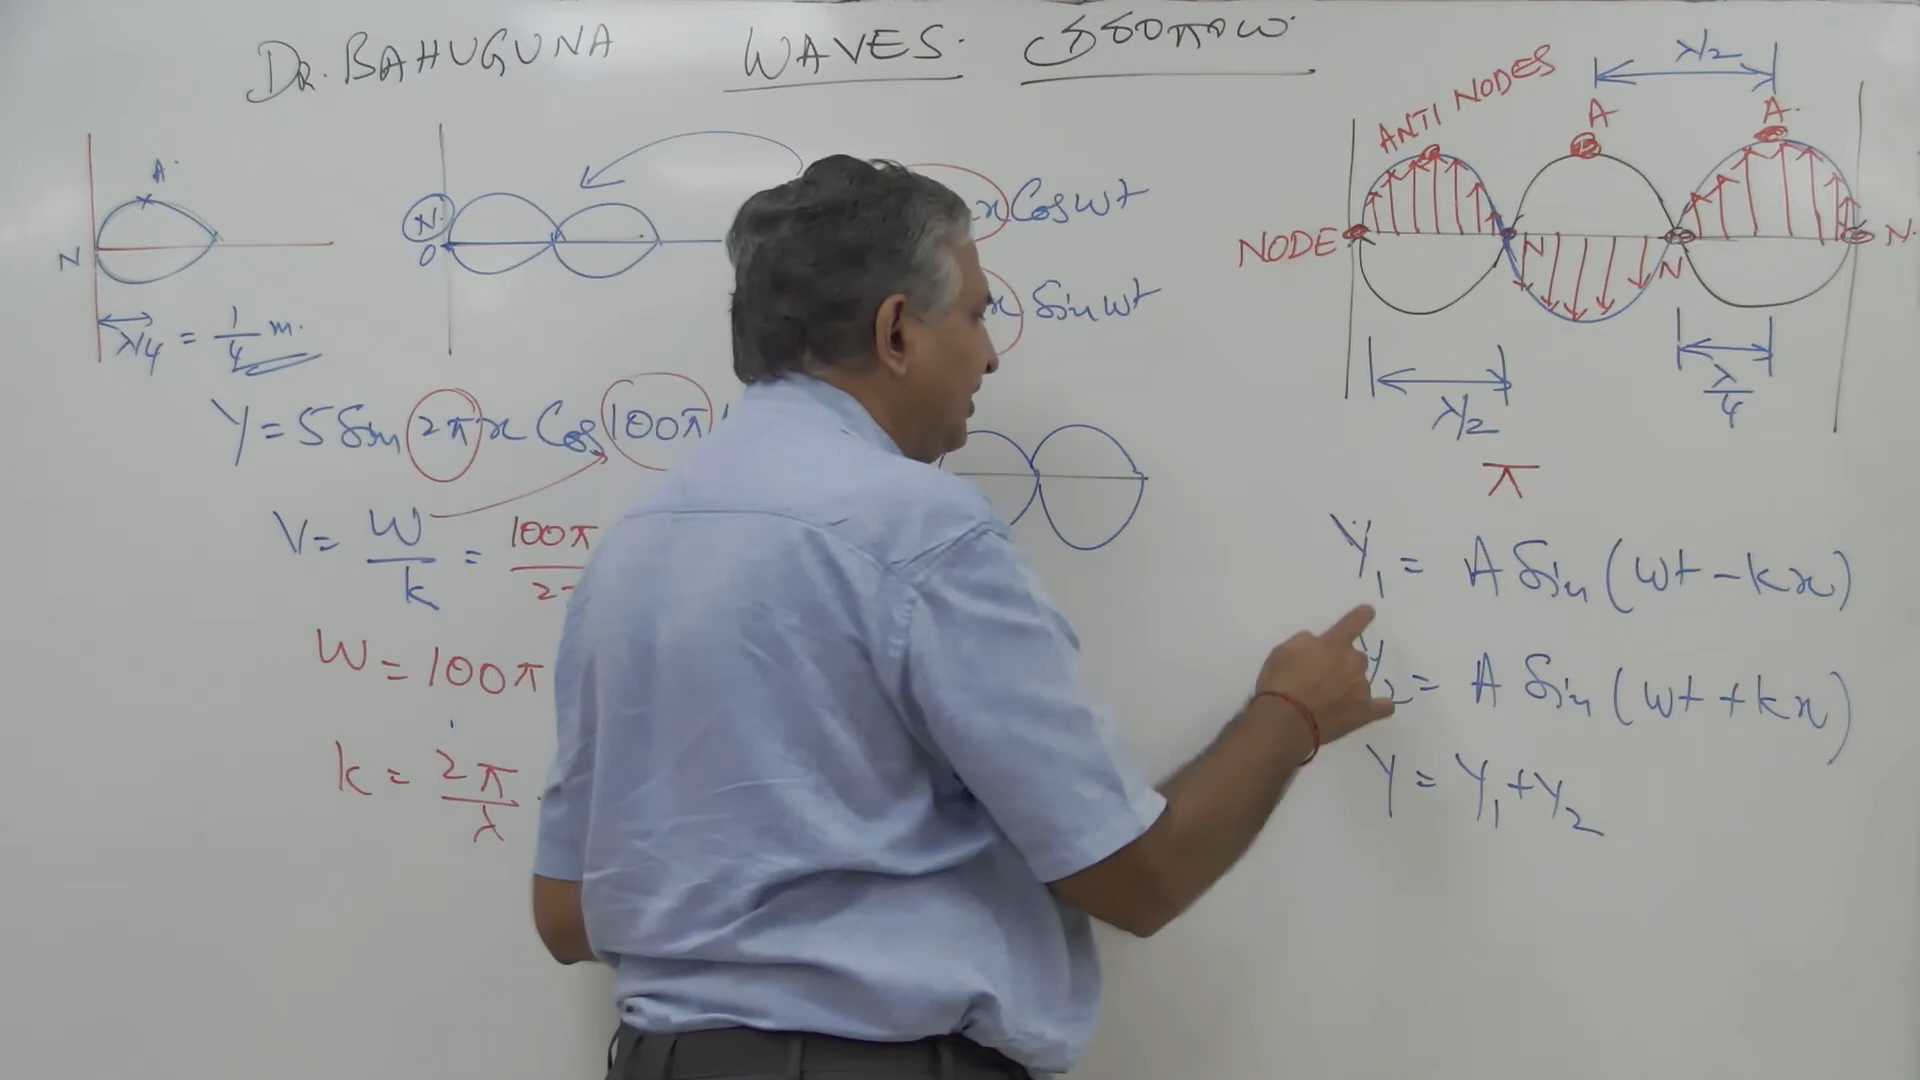 DR. BAHUGUNA WAVES.
A
N
λ/4 = 1/4 m.
N
O
x Cos ωt
x Sin ωt
Y = 5 Sin 2π x Cos 100π
V = ω/k = 100π
ω = 100π
k = 2π/λ
λ/2
ANTI NODES
A
A.
NODE
N
N
N.
λ/2
λ/4
π
Y₁ = A Sin (ωt - kx)
Y₂ = A Sin (ωt + kx)
Y = Y₁ + Y₂